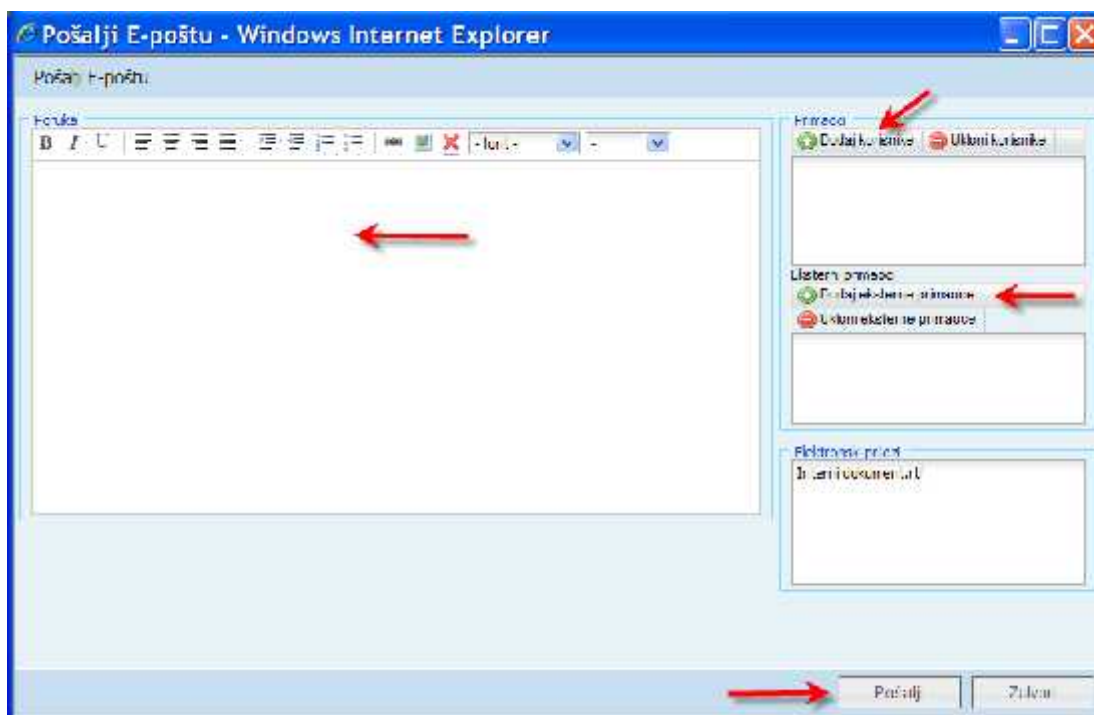 Pošalji E-poštu - Windows Internet Explorer
Pošalji E-poštu
Poruka
B I U - font - -
Primaoci
Dodaj korisnike Ukloni korisnike
Eksterni primaoci
Dodaj eksterne primaoce
Ukloni eksterne primaoce
Elektronski prilozi
Interni dokument
Pošalji Zatvori